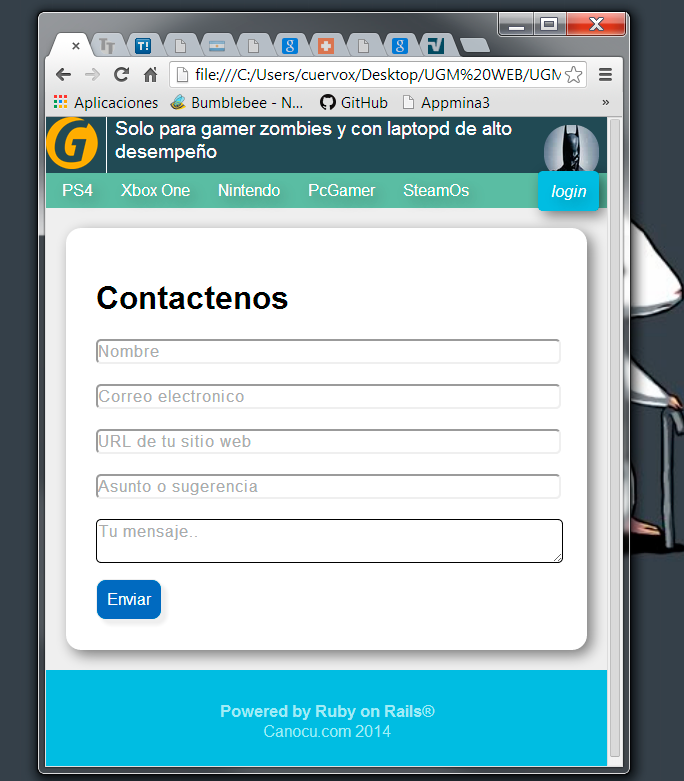 file:///C:/Users/cuervox/Desktop/UGM%20WEB/UGM
Aplicaciones Bumblebee - N... GitHub Appmina3 »
G Solo para gamer zombies y con laptopd de alto
desempeño
PS4 Xbox One Nintendo PcGamer SteamOs login
Contactenos
Nombre
Correo electronico
URL de tu sitio web
Asunto o sugerencia
Tu mensaje..
Enviar
Powered by Ruby on Rails®
Canocu.com 2014